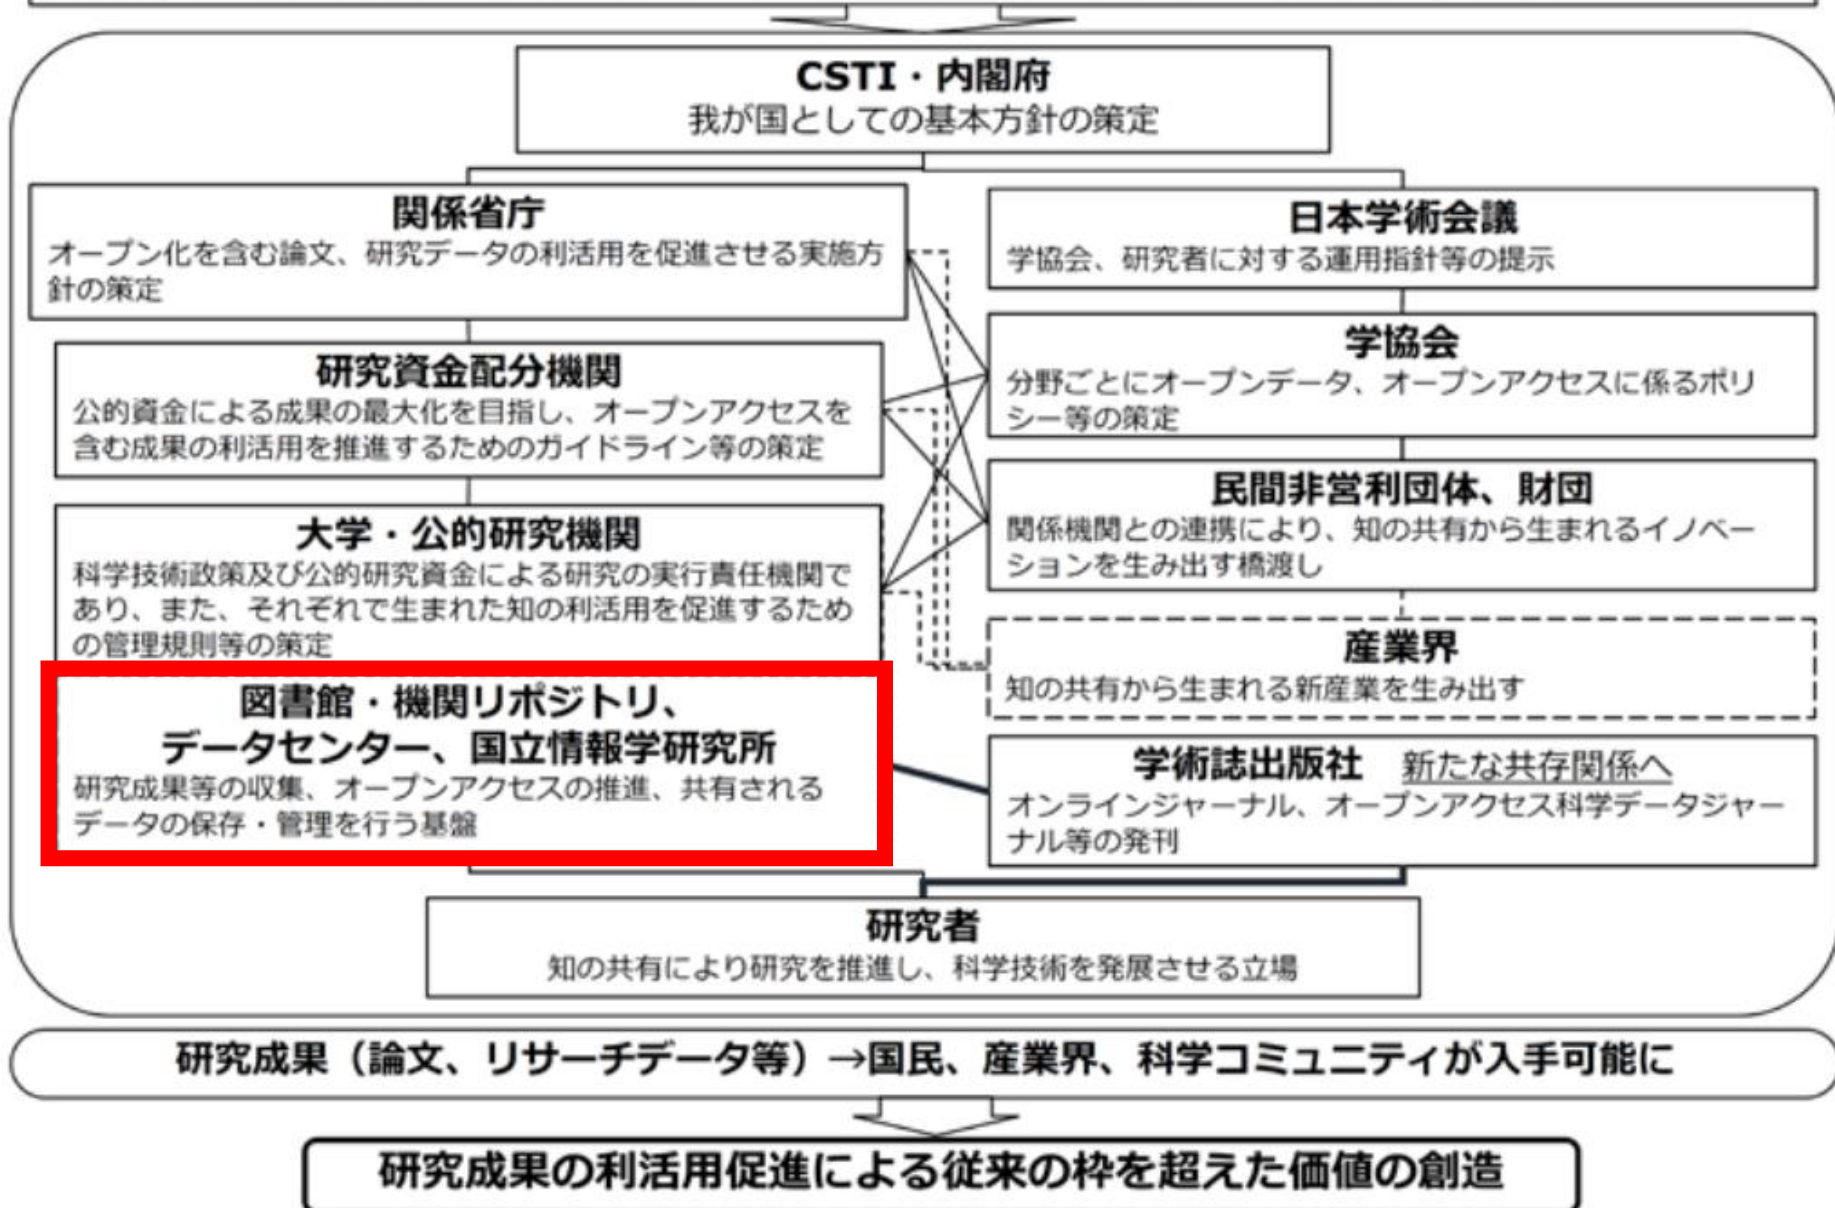 CSTI・内閣府
我が国としての基本方針の策定
関係省庁
オープン化を含む論文、研究データの利活用を促進させる実施方
針の策定
日本学術会議
学協会、研究者に対する運用指針等の提示
研究資金配分機関
公的資金による成果の最大化を目指し、オープンアクセスを
含む成果の利活用を推進するためのガイドライン等の策定
学協会
分野ごとにオープンデータ、オープンアクセスに係るポリ
シー等の策定
大学・公的研究機関
科学技術政策及び公的研究資金による研究の実行責任機関で
あり、また、それぞれで生まれた知の利活用を促進するため
の管理規則等の策定
民間非営利団体、財団
関係機関との連携により、知の共有から生まれるイノベー
ションを生み出す橋渡し
産業界
知の共有から生まれる新産業を生み出す
図書館・機関リポジトリ、
データセンター、国立情報学研究所
研究成果等の収集、オープンアクセスの推進、共有される
データの保存・管理を行う基盤
学術誌出版社 新たな共存関係へ
オンラインジャーナル、オープンアクセス科学データジャー
ナル等の発刊
研究者
知の共有により研究を推進し、科学技術を発展させる立場
研究成果（論文、リサーチデータ等）→国民、産業界、科学コミュニティが入手可能に
研究成果の利活用促進による従来の枠を超えた価値の創造